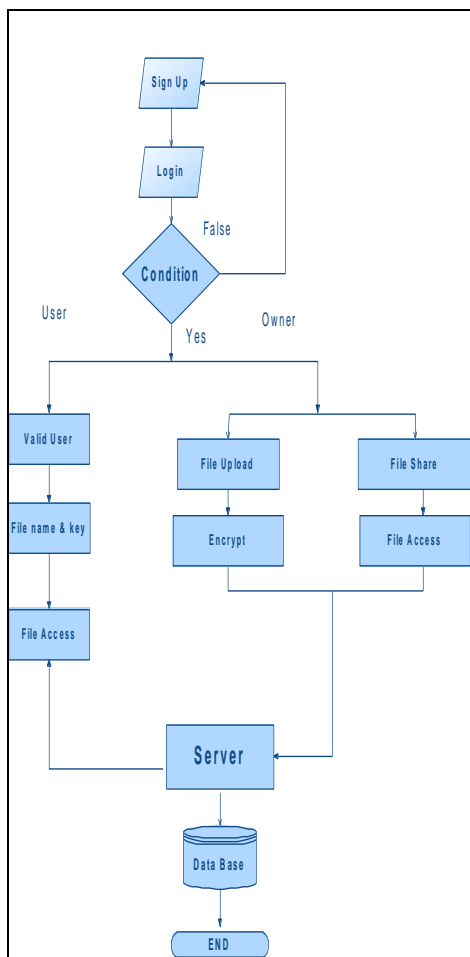 Sign Up
Login
False
Condition
User
Owner
Yes
Valid User
File Upload
File Share
File name & key
Encrypt
File Access
File Access
Server
Data Base
END